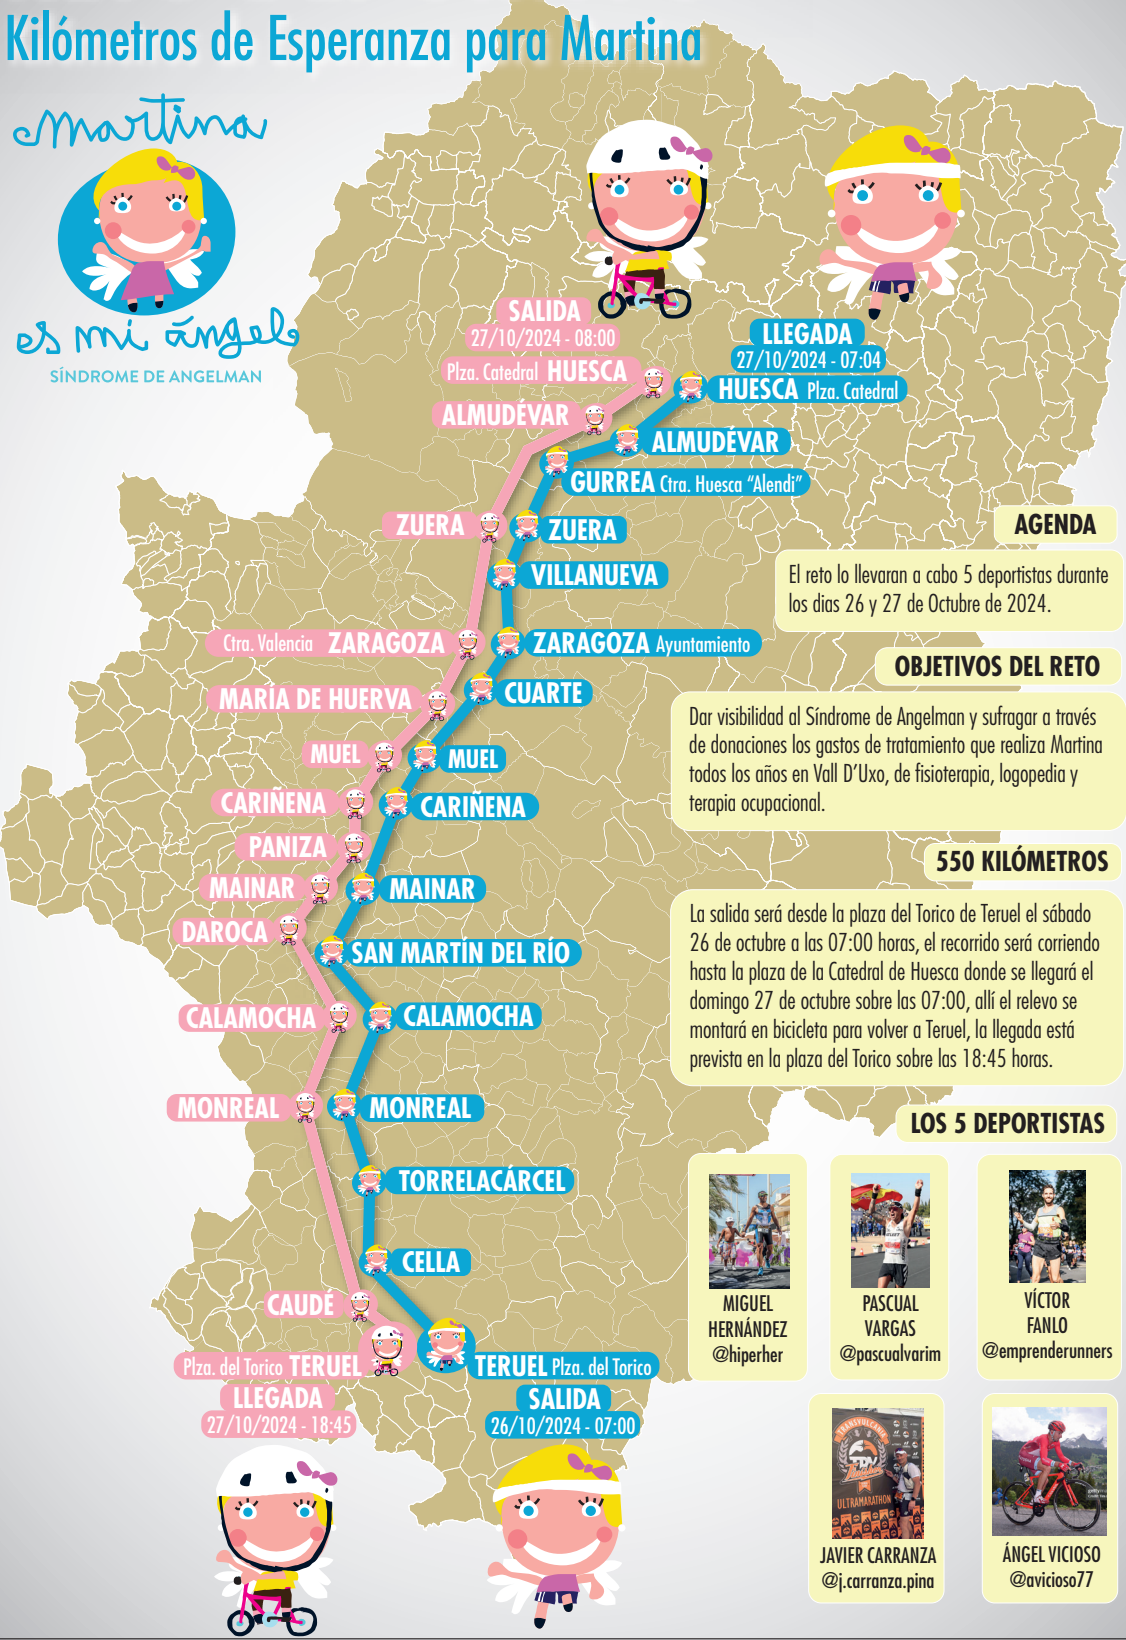 Kilómetros de Esperanza para Martina
martina
es mi ángel
SÍNDROME DE ANGELMAN
SALIDA
27/10/2024 - 08:00
Plza. Catedral HUESCA
ALMUDÉVAR
ZUERA
Ctra. Valencia ZARAGOZA
MARÍA DE HUERVA
MUEL
CARIÑENA
PANIZA
MAINAR
DAROCA
CALAMOCHA
MONREAL
CAUDÉ
Plza. del Torico TERUEL
LLEGADA
27/10/2024 - 18:45
LLEGADA
27/10/2024 - 07:04
HUESCA Plza. Catedral
ALMUDÉVAR
GURREA Ctra. Huesca “Alendi”
ZUERA
VILLANUEVA
ZARAGOZA Ayuntamiento
CUARTE
MUEL
CARIÑENA
MAINAR
SAN MARTÍN DEL RÍO
CALAMOCHA
MONREAL
TORRELACÁRCEL
CELLA
TERUEL Plza. del Torico
SALIDA
26/10/2024 - 07:00
AGENDA
El reto lo llevaran a cabo 5 deportistas durante
los dias 26 y 27 de Octubre de 2024.
OBJETIVOS DEL RETO
Dar visibilidad al Síndrome de Angelman y sufragar a través
de donaciones los gastos de tratamiento que realiza Martina
todos los años en Vall D’Uxo, de fisioterapia, logopedia y
terapia ocupacional.
550 KILÓMETROS
La salida será desde la plaza del Torico de Teruel el sábado
26 de octubre a las 07:00 horas, el recorrido será corriendo
hasta la plaza de la Catedral de Huesca donde se llegará el
domingo 27 de octubre sobre las 07:00, allí el relevo se
montará en bicicleta para volver a Teruel, la llegada está
prevista en la plaza del Torico sobre las 18:45 horas.
LOS 5 DEPORTISTAS
MIGUEL
HERNÁNDEZ
@hiperher
PASCUAL
VARGAS
@pascualvarim
VÍCTOR
FANLO
@emprenderunners
TRANSVULCANIA
ULTRAMARATHON
JAVIER CARRANZA
@j.carranza.pina
ÁNGEL VICIOSO
@avicioso77